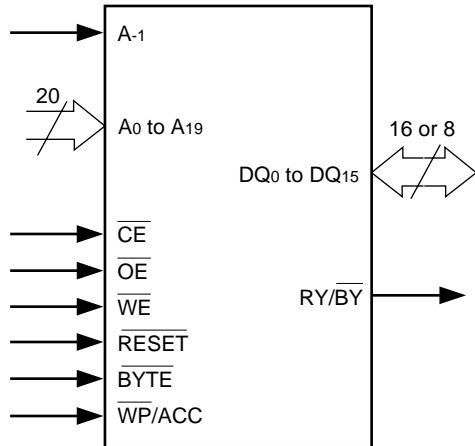 A-1
20
A0 to A19
16 or 8
DQ0 to DQ15
CE
OE
WE
RY/BY
RESET
BYTE
WP/ACC